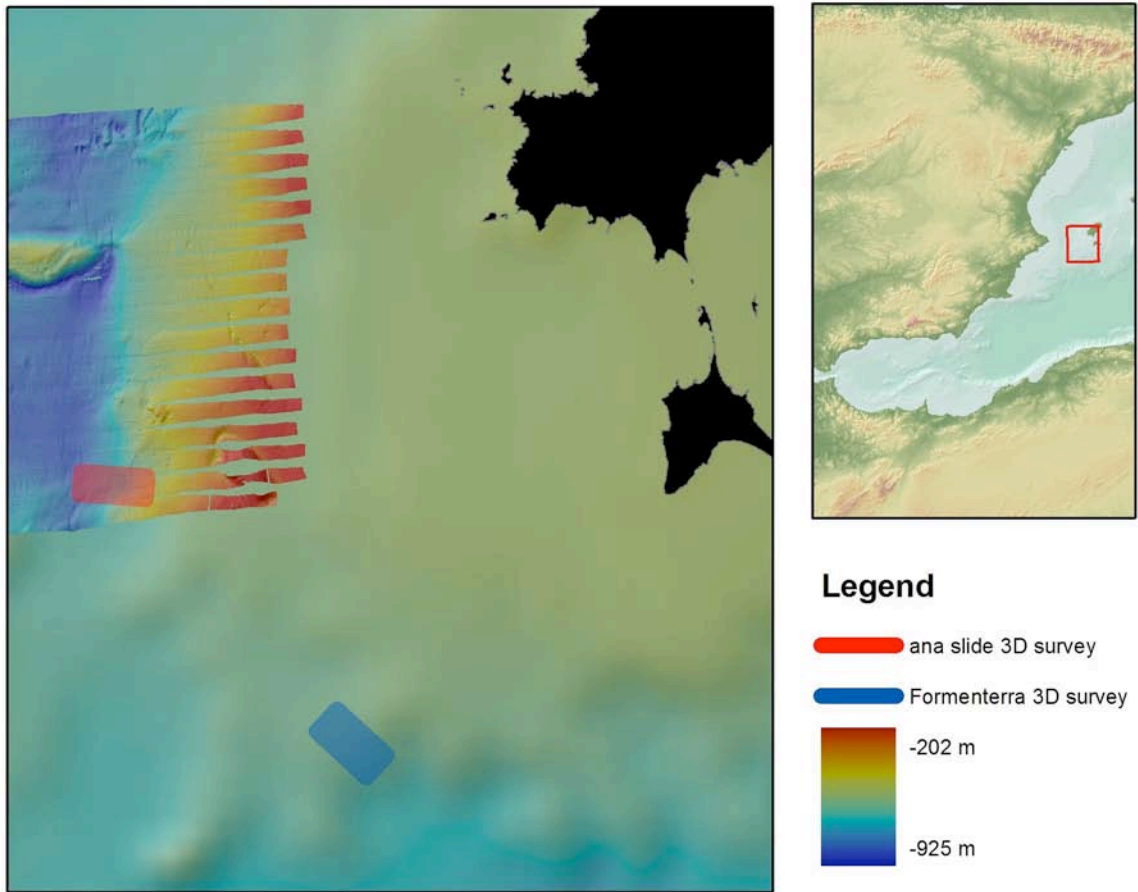 Legend
ana slide 3D survey
Formenterra 3D survey
-202 m
-925 m